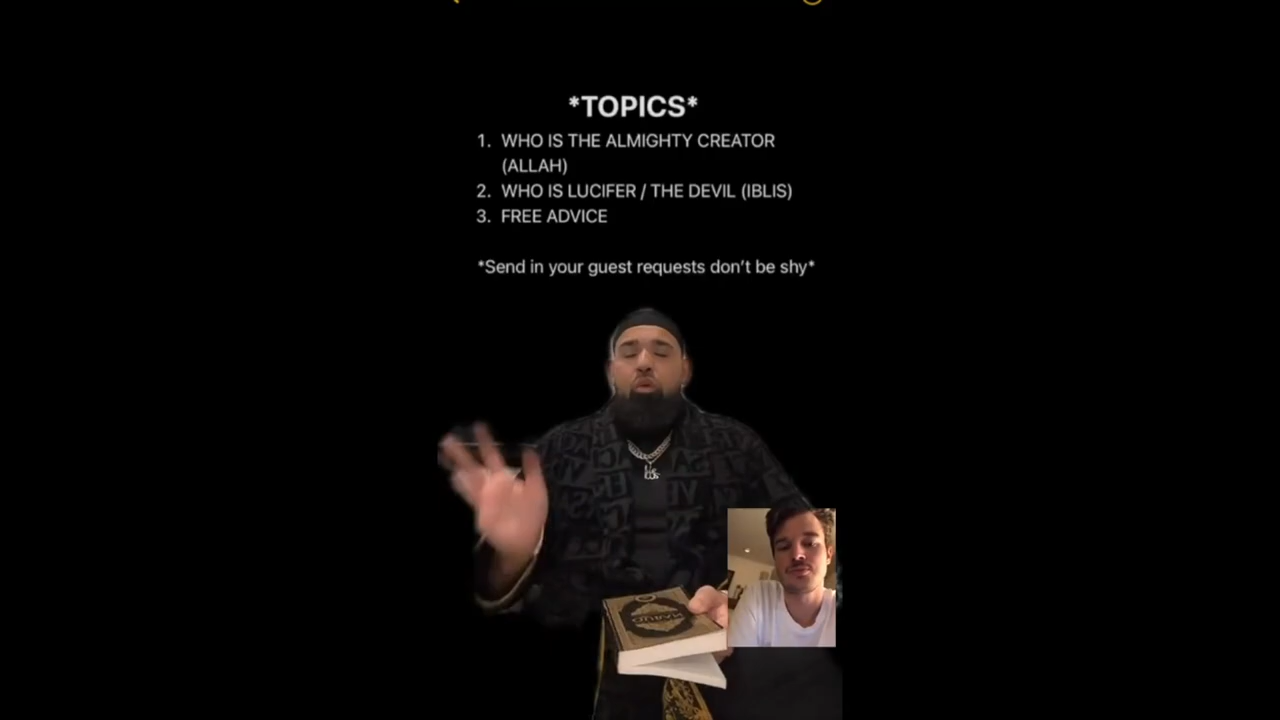 *TOPICS*
1. WHO IS THE ALMIGHTY CREATOR
(ALLAH)
2. WHO IS LUCIFER / THE DEVIL (IBLIS)
3. FREE ADVICE
*Send in your guest requests don't be shy*